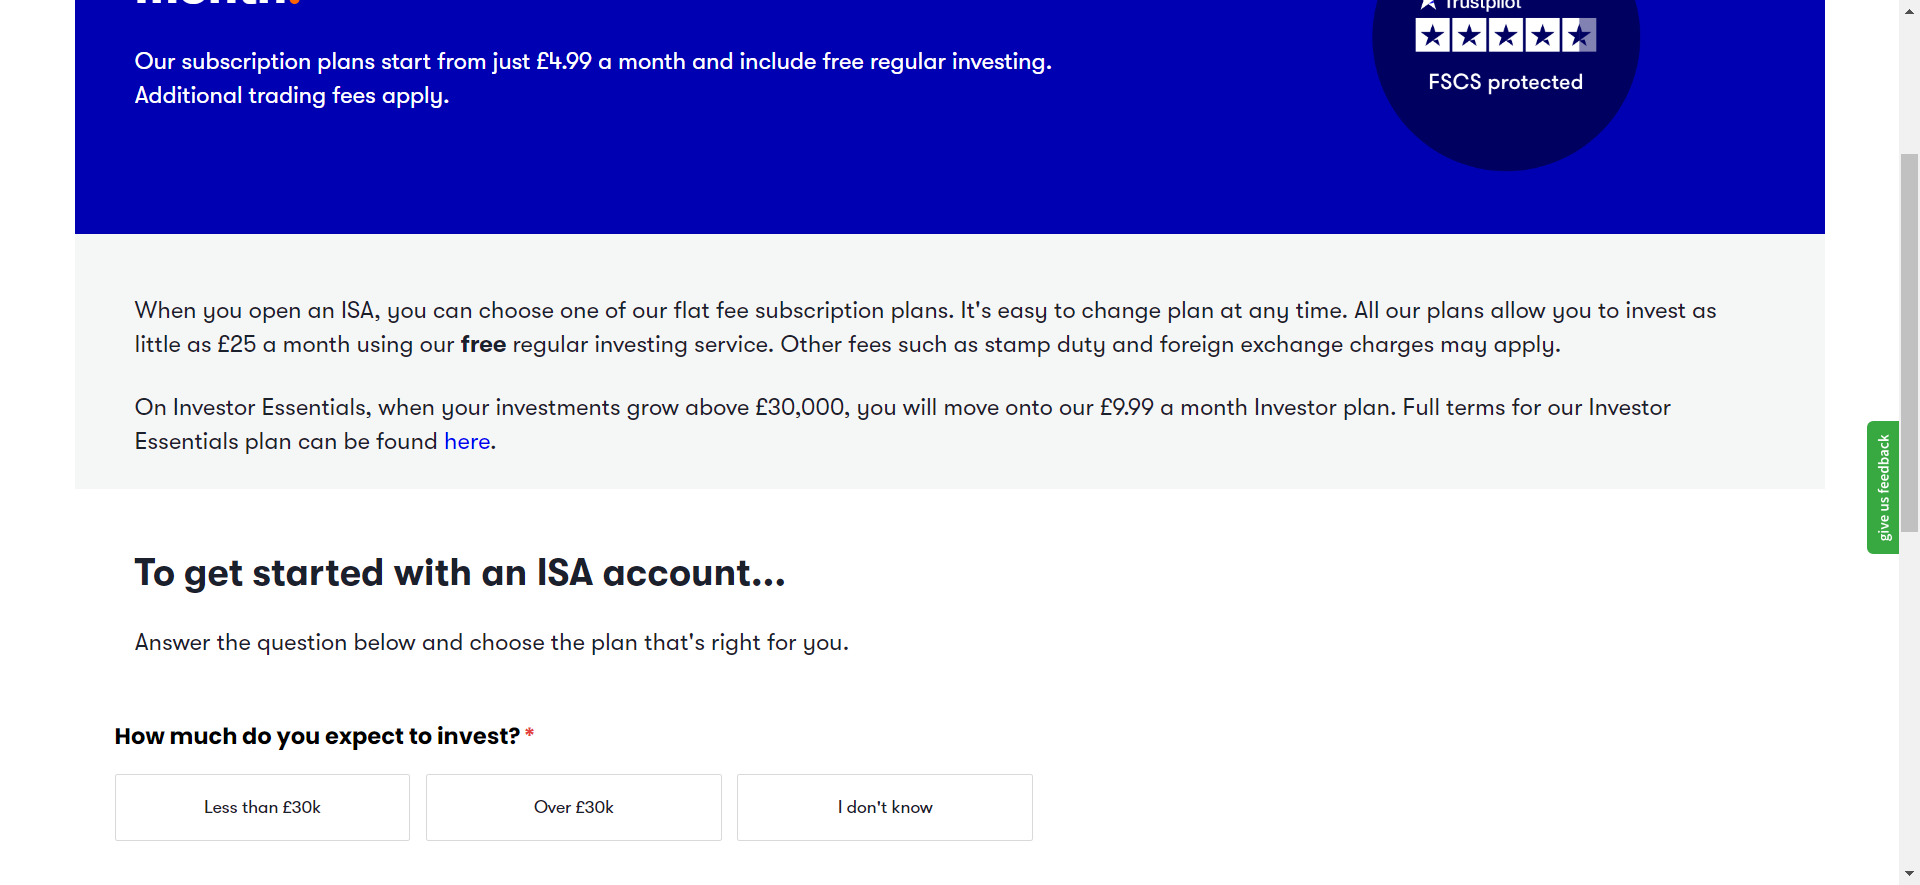 month.
Trustpilot
Our subscription plans start from just £4.99 a month and include free regular investing.
Additional trading fees apply.
FSCS protected
When you open an ISA, you can choose one of our flat fee subscription plans. It's easy to change plan at any time. All our plans allow you to invest as
little as £25 a month using our free regular investing service. Other fees such as stamp duty and foreign exchange charges may apply.
On Investor Essentials, when your investments grow above £30,000, you will move onto our £9.99 a month Investor plan. Full terms for our Investor
Essentials plan can be found here.
give us feedback
To get started with an ISA account...
Answer the question below and choose the plan that's right for you.
How much do you expect to invest? *
Less than £30k
Over £30k
I don't know